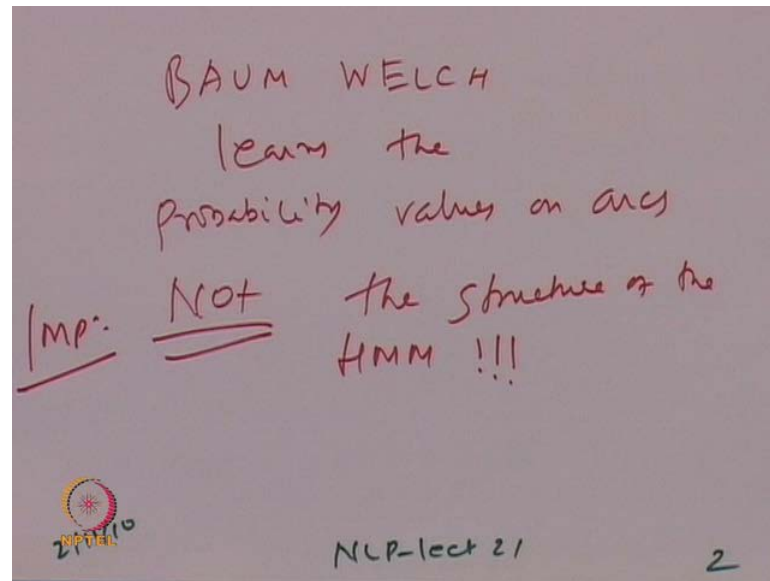 BAUM WELCH
learns the
probability values on arcs
Imp: Not the structure of the
HMM !!!
NPTEL
NLP-lect 21
2